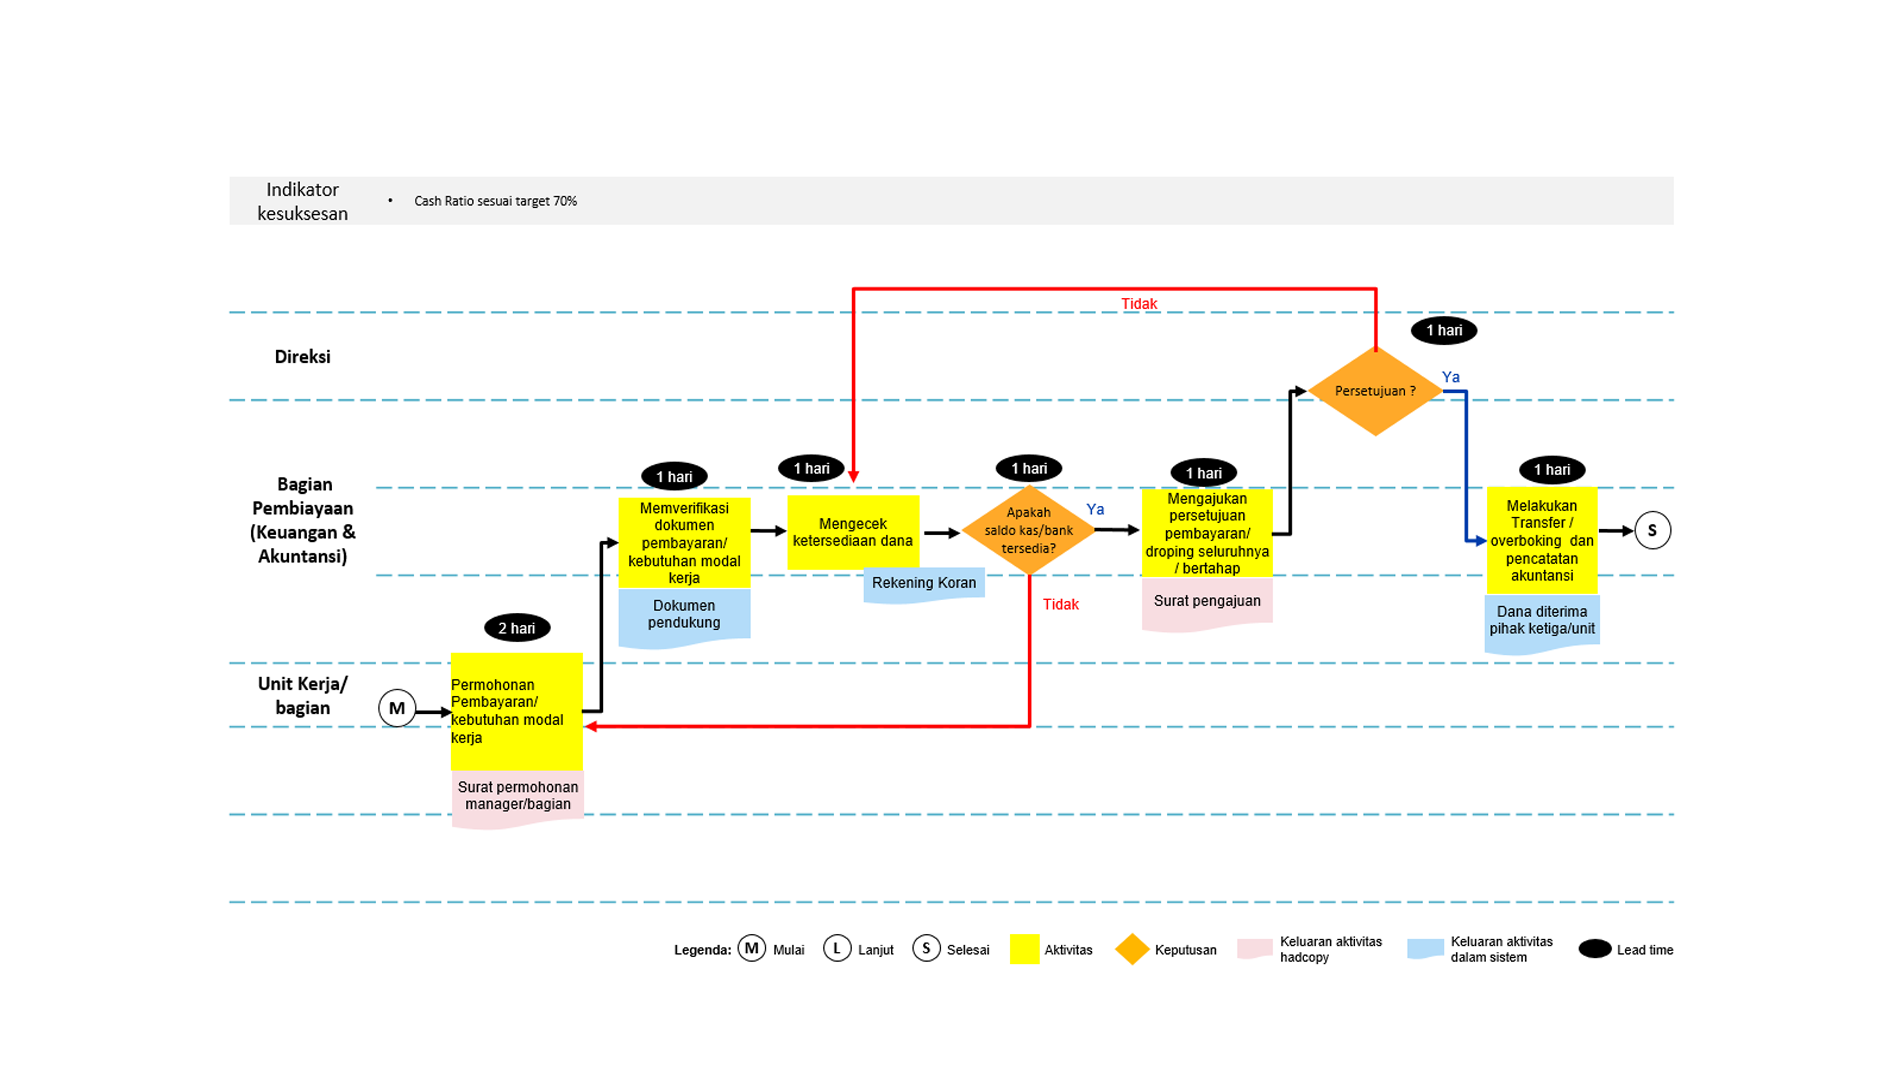 Indikator
kesuksesan
• Cash Ratio sesuai target 70%
Tidak
1 hari
Direksi
Ya
Persetujuan ?
Bagian
Pembiayaan
(Keuangan &
Akuntansi)
1 hari
Memverifikasi
dokumen
pembayaran/
kebutuhan modal
kerja
Dokumen
pendukung
1 hari
Mengecek
ketersediaan dana
Rekening Koran
1 hari
Apakah
saldo kas/bank
tersedia?
Ya
Tidak
1 hari
Mengajukan
persetujuan
pembayaran/
droping seluruhnya
/ bertahap
Surat pengajuan
1 hari
Melakukan
Transfer /
overboking dan
pencatatan
akuntansi
S
Dana diterima
pihak ketiga/unit
2 hari
Unit Kerja/
bagian
M
Permohonan
Pembayaran/
kebutuhan modal
kerja
Surat permohonan
manager/bagian
Legenda: M Mulai L Lanjut S Selesai Aktivitas Keputusan
Keluaran aktivitas
hadcopy
Keluaran aktivitas
dalam sistem
Lead time